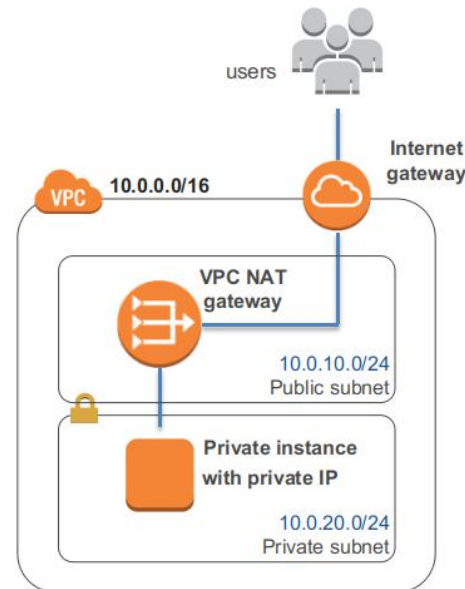 users
Internet
gateway
VPC
10.0.0.0/16
VPC NAT
gateway
10.0.10.0/24
Public subnet
Private instance
with private IP
10.0.20.0/24
Private subnet